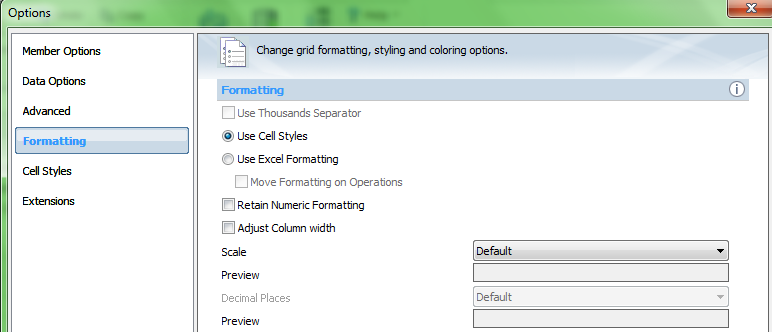 Options
Member Options
Data Options
Advanced
Formatting
Cell Styles
Extensions
Change grid formatting, styling and coloring options.
Formatting
Use Thousands Separator
Use Cell Styles
Use Excel Formatting
Move Formatting on Operations
Retain Numeric Formatting
Adjust Column width
Scale Default
Preview
Decimal Places Default
Preview